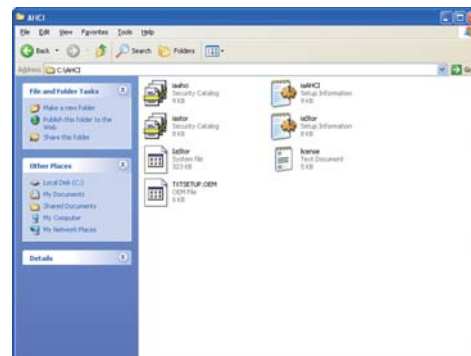 AHCI
File Edit View Favorites Tools Help
Back Search Folders
Address C:\AHCI Go
File and Folder Tasks
Make a new folder
Publish this folder to the Web
Share this folder
Other Places
Local Disk (C:)
My Documents
Shared Documents
My Computer
My Network Places
Details
iaahci
Security Catalog
9 KB
iaAHCI
Setup Information
9 KB
iastor
Security Catalog
8 KB
iaStor
Setup Information
8 KB
IaStor
System file
323 KB
license
Text Document
5 KB
TXTSETUP.OEM
OEM File
6 KB